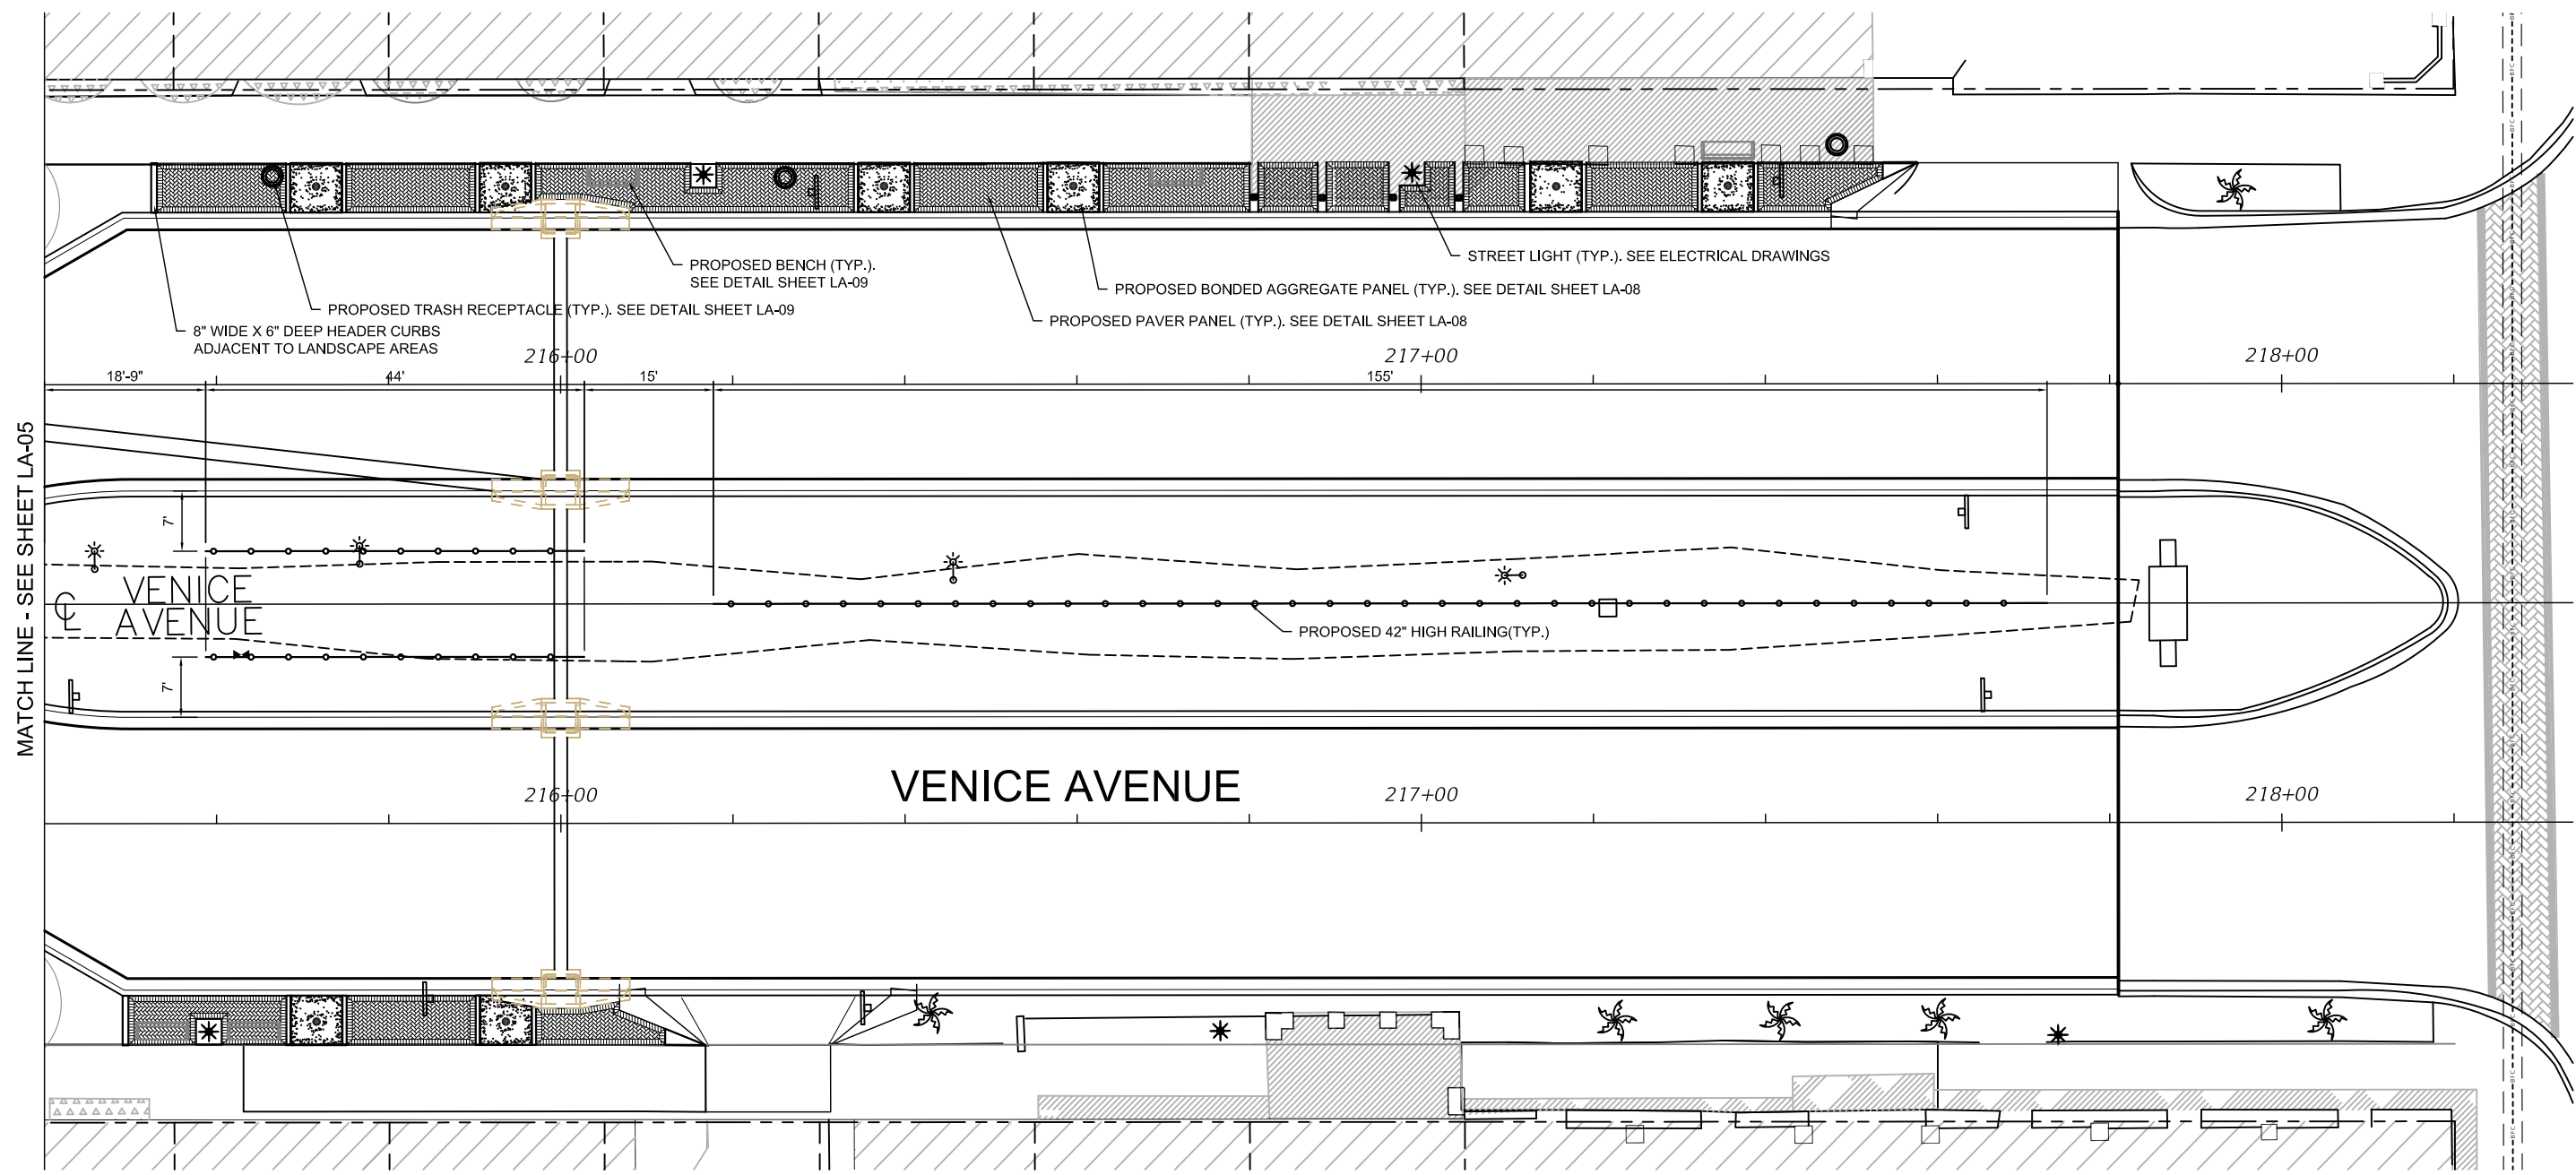 PROPOSED BENCH (TYP.).
SEE DETAIL SHEET LA-09
STREET LIGHT (TYP.). SEE ELECTRICAL DRAWINGS
PROPOSED BONDED AGGREGATE PANEL (TYP.). SEE DETAIL SHEET LA-08
PROPOSED TRASH RECEPTACLE (TYP.). SEE DETAIL SHEET LA-09
PROPOSED PAVER PANEL (TYP.). SEE DETAIL SHEET LA-08
8" WIDE X 6" DEEP HEADER CURBS
ADJACENT TO LANDSCAPE AREAS
216+00
217+00
218+00
18'-9"
44'
15'
155'
MATCH LINE - SEE SHEET LA-05
7'
CL
VENICE
AVENUE
PROPOSED 42" HIGH RAILING(TYP.)
7'
VENICE AVENUE
216+00
217+00
218+00